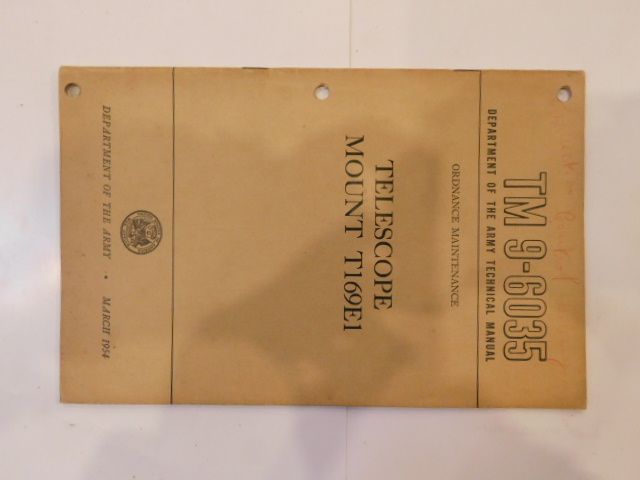 TM 9-6035
DEPARTMENT OF THE ARMY TECHNICAL MANUAL
ORDNANCE MAINTENANCE
TELESCOPE
MOUNT T169E1
DEPARTMENT OF THE ARMY • MARCH 1954